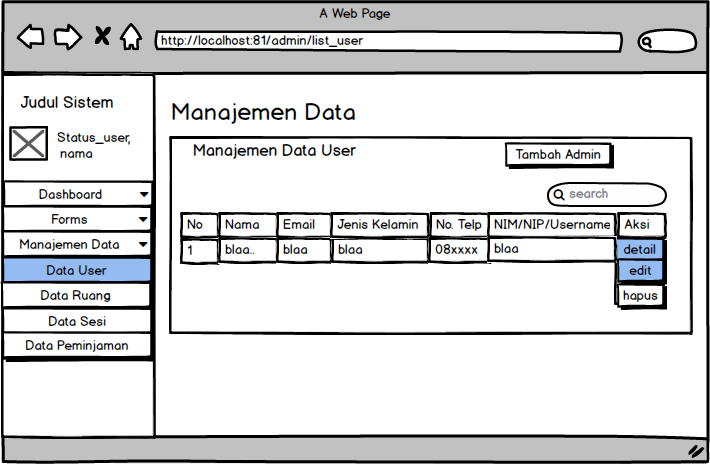 A Web Page
http://localhost:81/admin/list_user
Judul Sistem
Status_user,
nama
Dashboard
Forms
Manajemen Data
Data User
Data Ruang
Data Sesi
Data Peminjaman
Manajemen Data
Manajemen Data User
Tambah Admin
search
No Nama Email Jenis Kelamin No. Telp NIM/NIP/Username Aksi
1 blaa.. blaa blaa 08xxxx blaa detail
edit
hapus